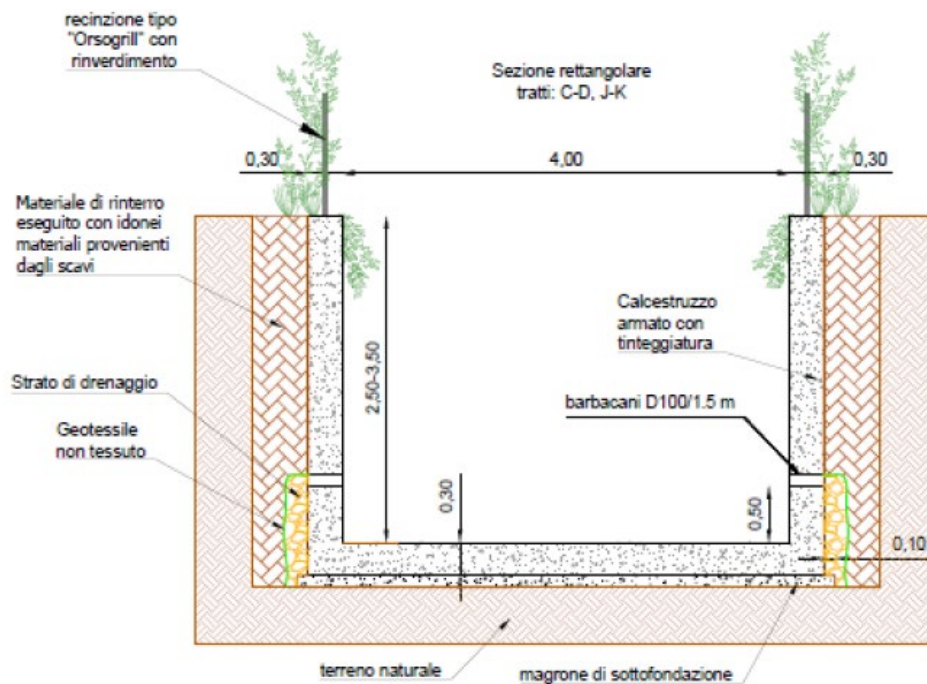 recinzione tipo
"Orsogrill" con
rinverdimento
Sezione rettangolare
tratti: C-D, J-K
0,30
4,00
0,30
Materiale di rinterro
eseguito con idonei
materiali provenienti
dagli scavi
Calcestruzzo
armato con
tinteggiatura
2,50-3,50
Strato di drenaggio
barbacani D100/1.5 m
Geotessile
non tessuto
0,30
0,50
0,10
terreno naturale
magrone di sottofondazione